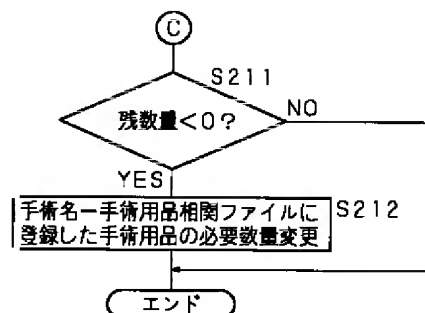 C
S211
残数量<0?
NO
YES
手術名ー手術用品相関ファイルに
登録した手術用品の必要数量変更
S212
エンド